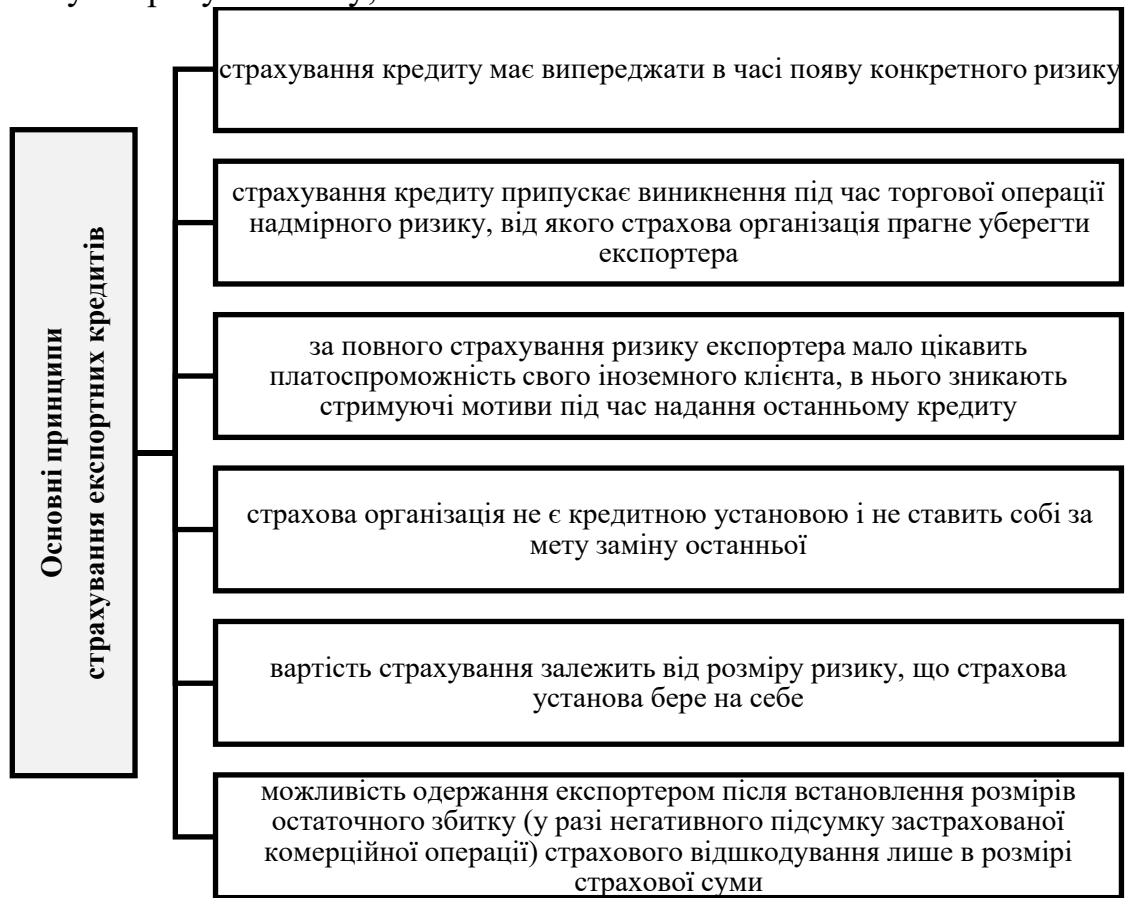 страхування кредиту має випереджати в часі появу конкретного ризику
страхування кредиту припускає виникнення під час торгової операції
надмірного ризику, від якого страхова організація прагне уберегти
експортера
Основні принципи
страхування експортних кредитів
за повного страхування ризику експортера мало цікавить
платоспроможність свого іноземного клієнта, в нього зникають
стримуючі мотиви під час надання останньому кредиту
страхова організація не є кредитною установою і не ставить собі за
мету заміну останньої
вартість страхування залежить від розміру ризику, що страхова
установа бере на себе
можливість одержання експортером після встановлення розмірів
остаточного збитку (у разі негативного підсумку застрахованої
комерційної операції) страхового відшкодування лише в розмірі
страхової суми